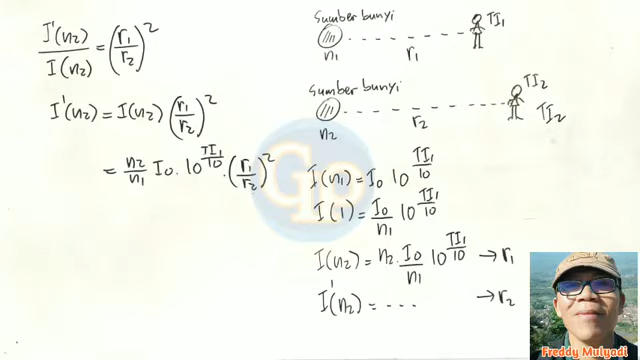 I'(n2)/I(n2) = (r1/r2)^2
I'(n2) = I(n2) (r1/r2)^2
= n2/n1 I0 . 10^(TI1/10) . (r1/r2)^2
Sumber bunyi
TI1
n1
r1
Sumber bunyi
TI2
n2
r2
TI2
I(n1) = I0 10^(TI1/10)
I(1) = I0/n1 10^(TI1/10)
I(n2) = n2 . I0/n1 10^(TI1/10) → r1
I'(n2) = ... → r2
Gp
Freddy Mulyadi